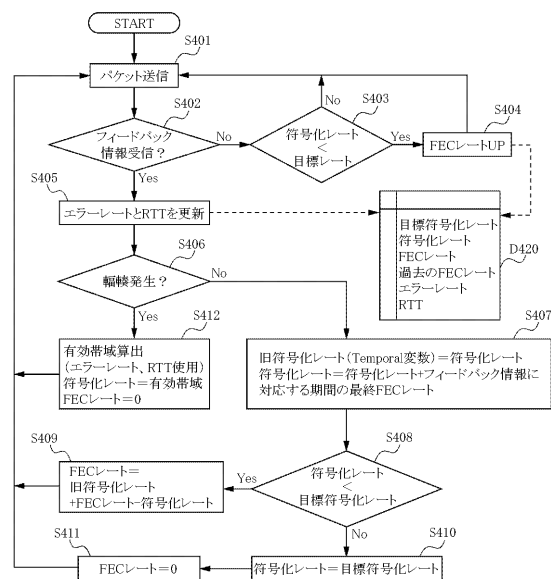 START
S401
パケット送信
S402
フィードバック
情報受信?
No
Yes
S403
符号化レート
<
目標レート
No
Yes
S404
FECレートUP
S405
エラーレートとRTTを更新
目標符号化レート
符号化レート
FECレート
過去のFECレート
エラーレート
RTT
D420
S406
輻輳発生?
No
Yes
S412
有効帯域算出
(エラーレート、RTT使用)
符号化レート=有効帯域
FECレート=0
S407
旧符号化レート(Temporal変数)=符号化レート
符号化レート=符号化レート+フィードバック情報に
対応する期間の最終FECレート
S408
符号化レート
<
目標符号化レート
Yes
No
S409
FECレート=
旧符号化レート
+FECレート-符号化レート
S410
符号化レート=目標符号化レート
S411
FECレート=0